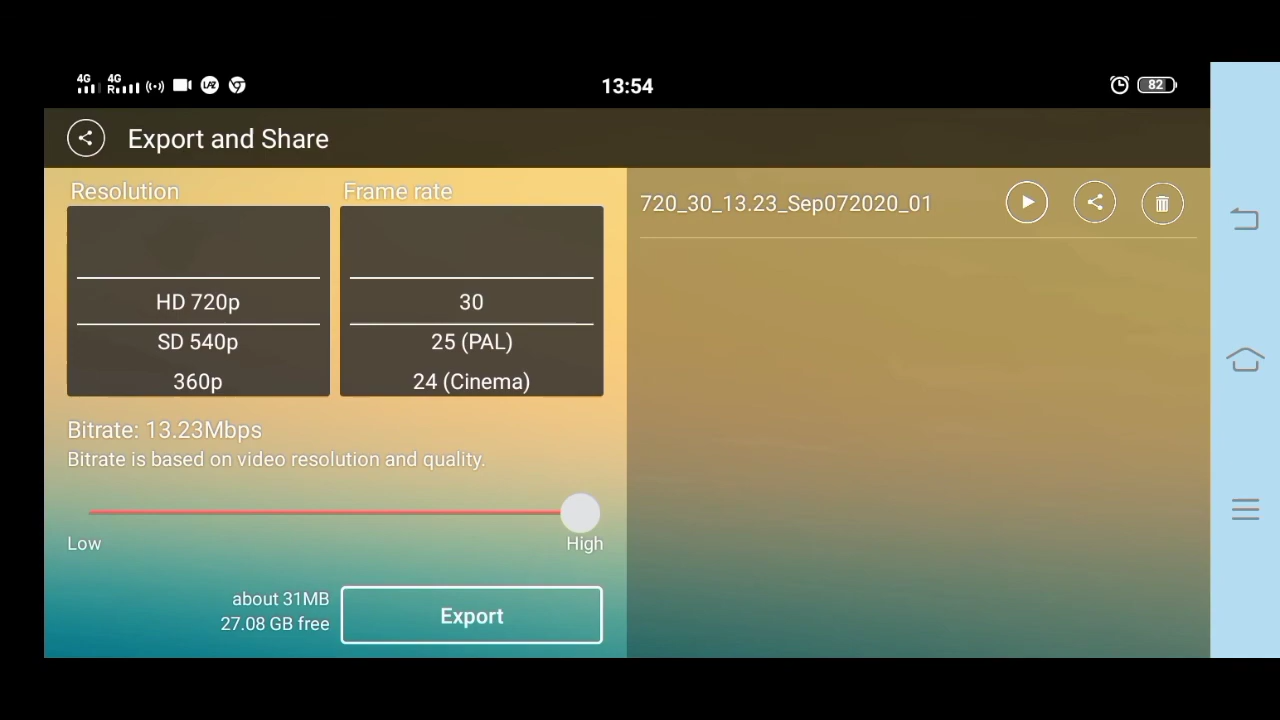 4G 4G R 13:54 82
Export and Share
Resolution Frame rate
HD 720p 30
SD 540p 25 (PAL)
360p 24 (Cinema)
Bitrate: 13.23Mbps
Bitrate is based on video resolution and quality.
Low High
about 31MB
27.08 GB free
Export
720_30_13.23_Sep072020_01